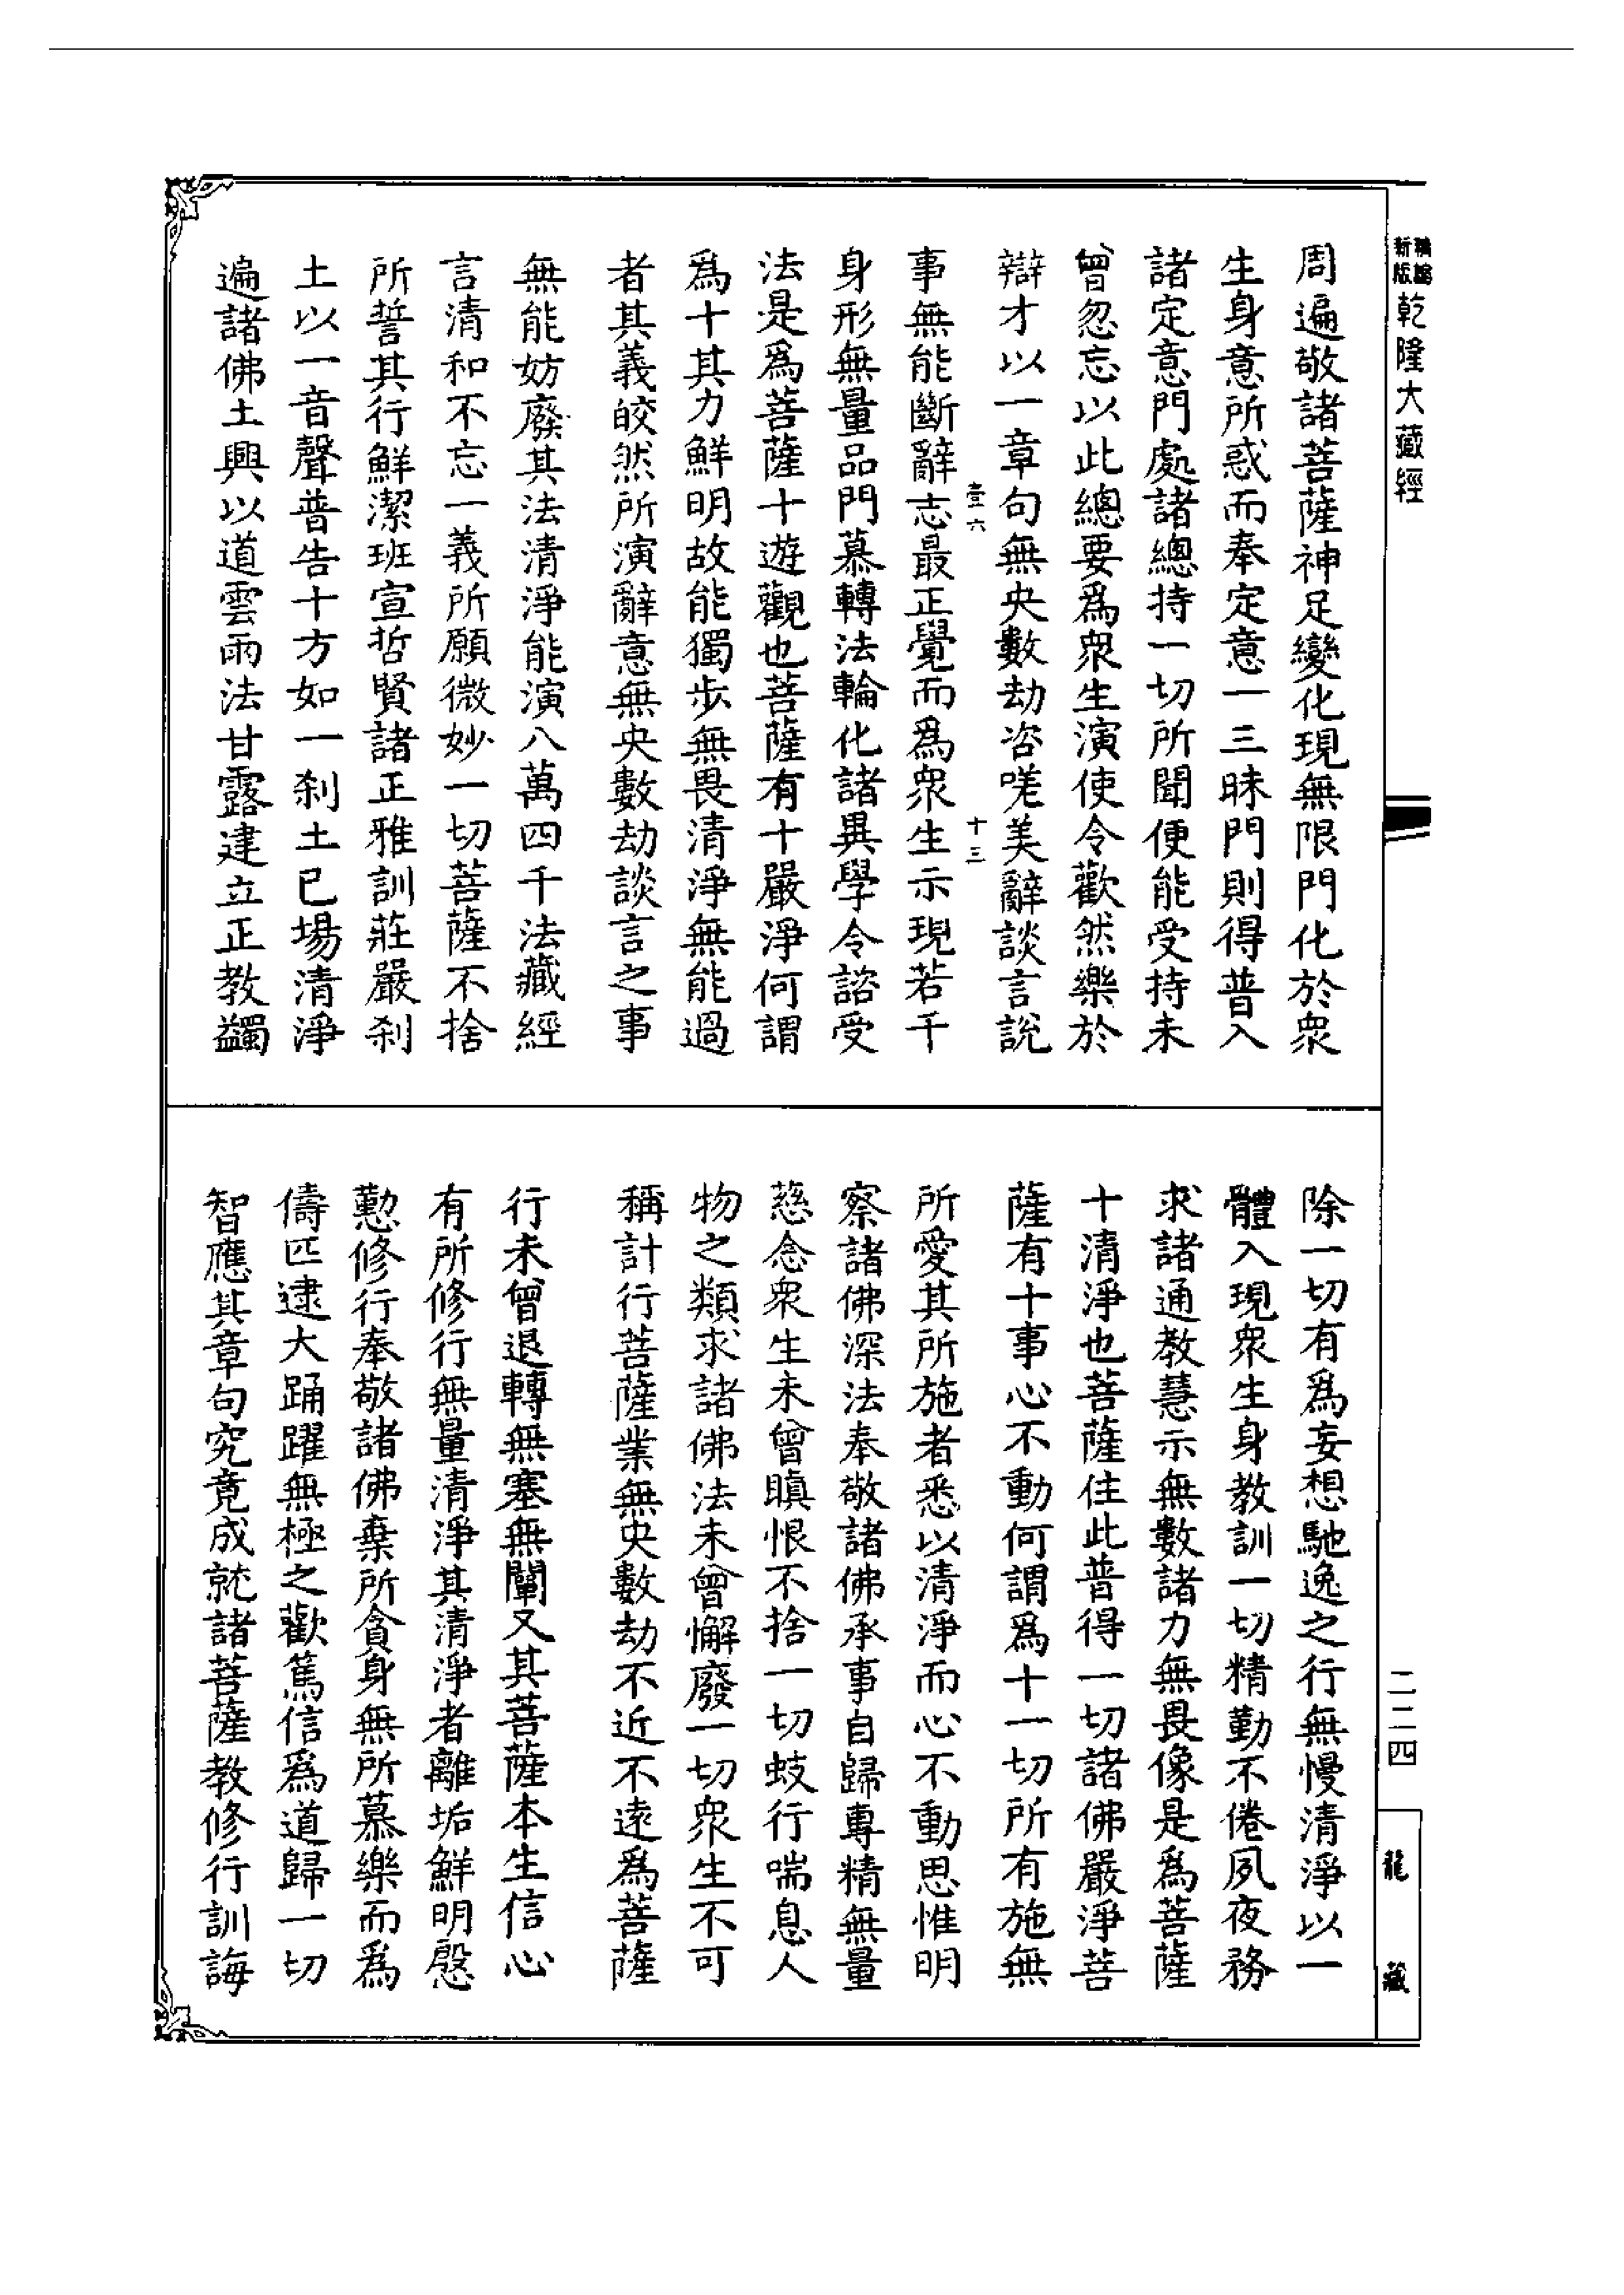 新版
乾隆大藏經
周遍敬諸菩薩神足變化現無限門化於衆
生身意所惑而奉定意一三昧門則得普入
諸定意門處諸總持一切所聞便能受持未
曾忽忘以此總要爲衆生演使令歡然樂於
辯才以一章句無央數劫咨嗟美辭談言說
壹六
十三
事無能斷辭志最正覺而爲衆生示現若干
身形無量品門慕轉法輪化諸異學令諮受
法是爲菩薩十遊觀也菩薩有十嚴淨何謂
爲十其力鮮明故能獨步無畏清淨無能過
者其義皎然所演辭意無央數劫談言之事
無能妨廢其法清淨能演八萬四千法藏經
言清和不忘一義所願微妙一切菩薩不捨
所誓其行鮮潔班宣哲賢諸正雅訓莊嚴刹
土以一音聲普告十方如一刹土已場清淨
遍諸佛土興以道雲雨法甘露建立正教蠲
除一切有爲妄想馳逸之行無慢清淨以一
體入現衆生身教訓一切精勤不倦夙夜務
求諸通教慧示無數諸力無畏像是爲菩薩
十清淨也菩薩住此普得一切諸佛嚴淨菩
薩有十事心不動何謂爲十一切所有施無
所愛其所施者悉以清淨而心不動思惟明
察諸佛深法奉敬諸佛承事自歸專精無量
慈念衆生未曾瞋恨不捨一切蚑行喘息人
物之類求諸佛法未曾懈廢一切衆生不可
稱計行菩薩業無央數劫不近不遠爲菩薩
行未曾退轉無塞無闡又其菩薩本生信心
有所修行無量清淨其清淨者離垢鮮明慇
懃修行奉敬諸佛棄所貪身無所慕樂而爲
儔匹逮大踊躍無極之歡篤信爲道歸一切
智應其章句究竟成就諸菩薩教修行訓誨
二二四
龍藏